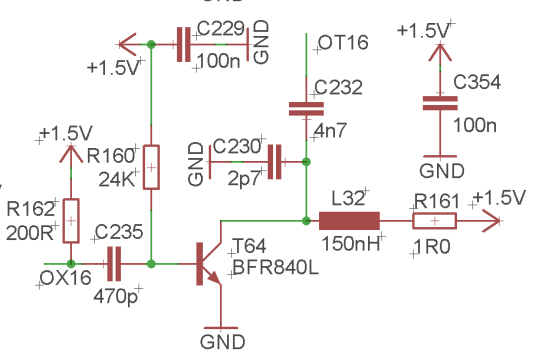 GND
C229
GND
100n
+1.5V
OT16
+1.5V
C354
100n
GND
C232
4n7
+1.5V
R160
24K
GND
C230
2p7
R162
200R
C235
470p
OX16
T64
BFR840L
L32
150nH
R161
1R0
+1.5V
GND